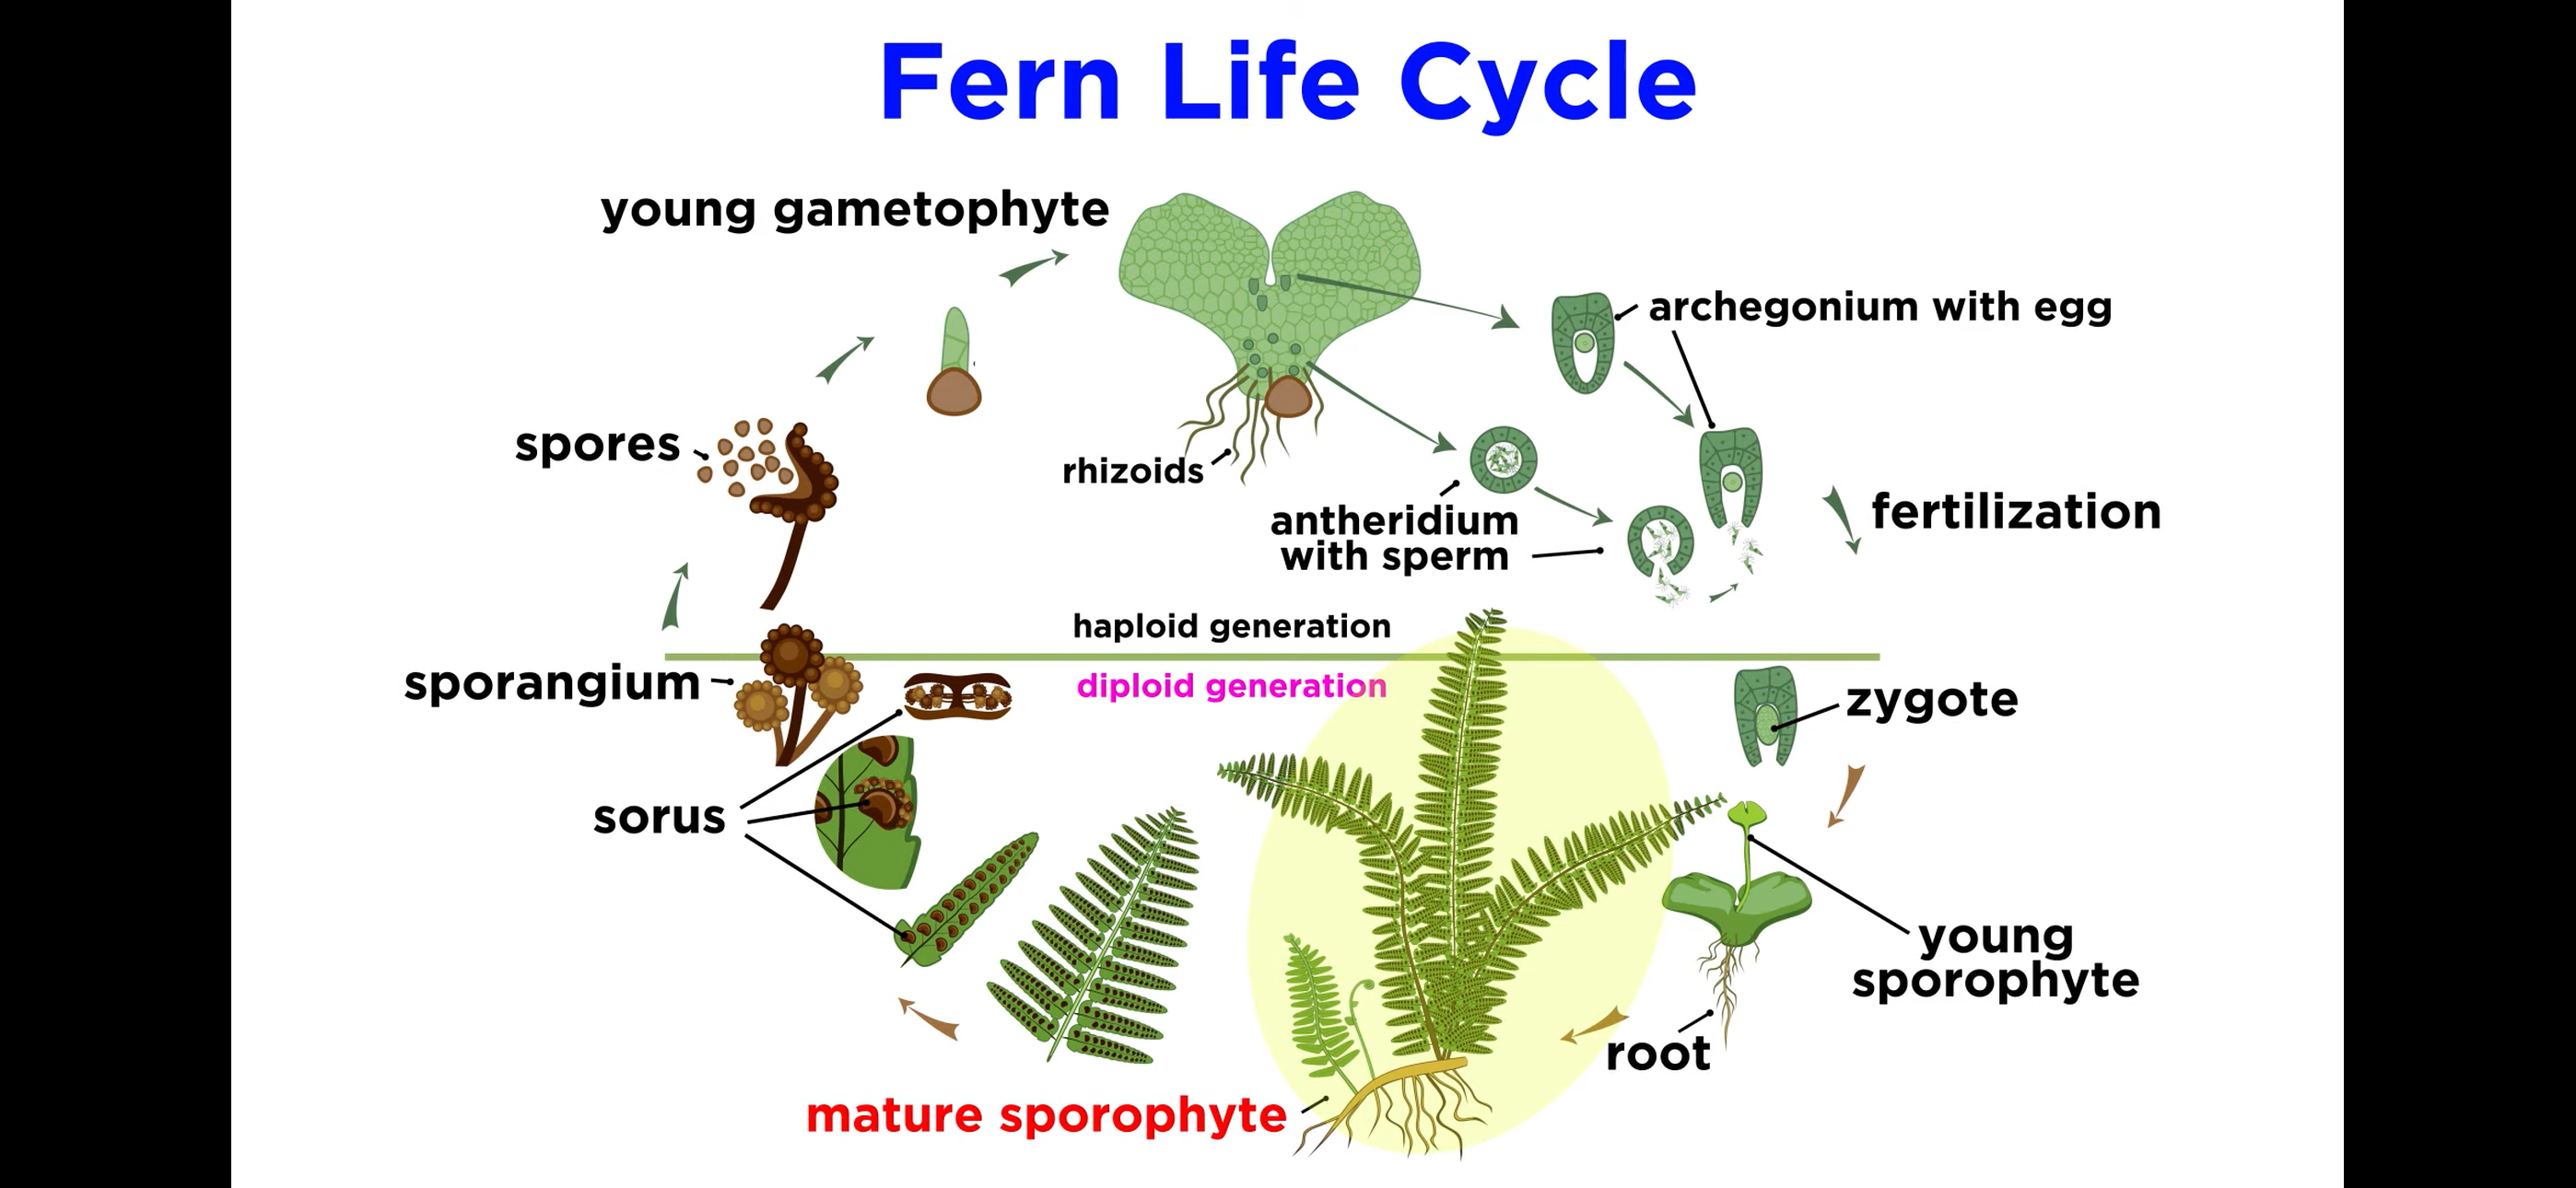 Fern Life Cycle
young gametophyte
archegonium with egg
spores
rhizoids
antheridium
with sperm
fertilization
haploid generation
sporangium
diploid generation
zygote
sorus
young
sporophyte
root
mature sporophyte